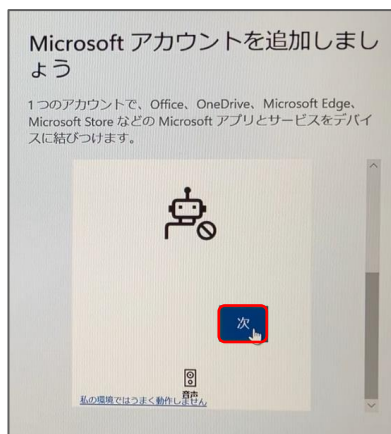 Microsoft アカウントを追加しまし
ょう
1 つのアカウントで、Office、OneDrive、Microsoft Edge、
Microsoft Store などの Microsoft アプリとサービスをデバイ
スに結びつけます。
次
音声
私の環境ではうまく動作しません